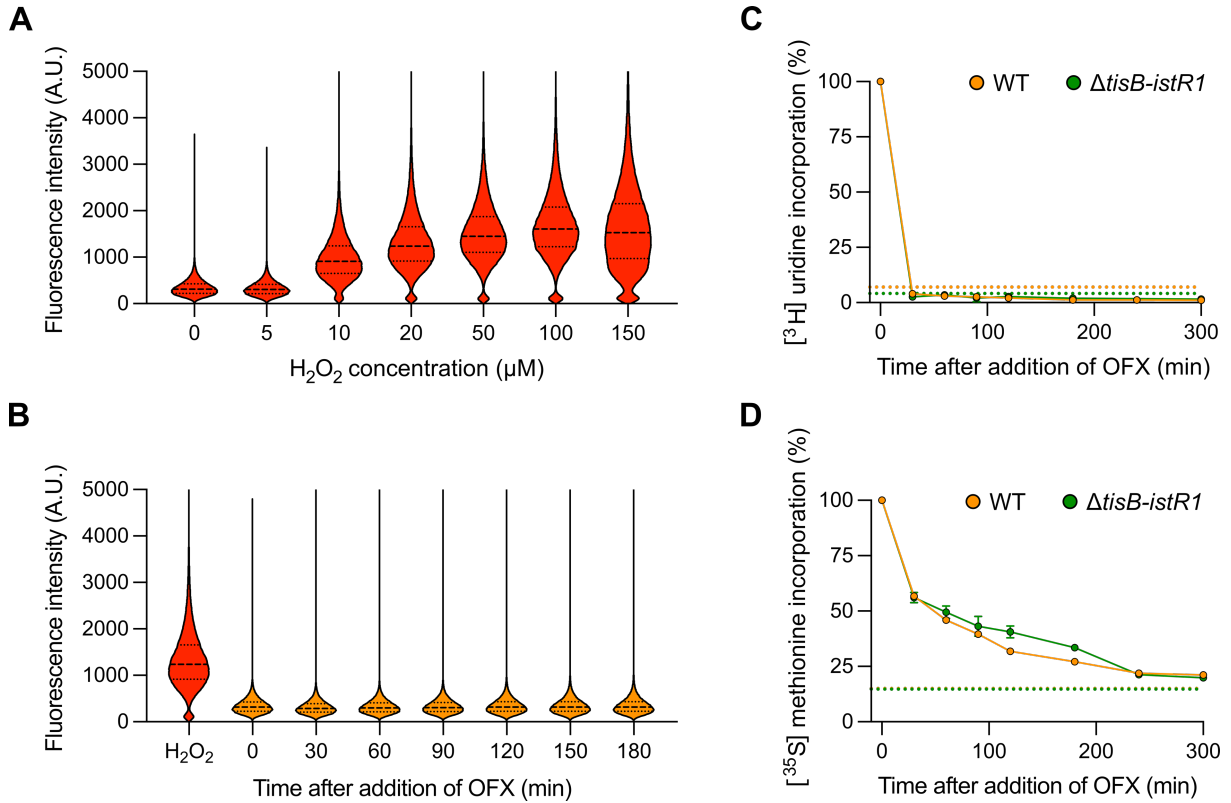 A
Fluorescence intensity (A.U.)
5000
4000
3000
2000
1000
0
0 5 10 20 50 100 150
H₂O₂ concentration (µM)
B
Fluorescence intensity (A.U.)
5000
4000
3000
2000
1000
0
H₂O₂ 0 30 60 90 120 150 180
Time after addition of OFX (min)
C
[³H] uridine incorporation (%)
WT ΔtisB-istR1
100
75
50
25
0
0 100 200 300
Time after addition of OFX (min)
D
[³⁵S] methionine incorporation (%)
WT ΔtisB-istR1
100
75
50
25
0
0 100 200 300
Time after addition of OFX (min)